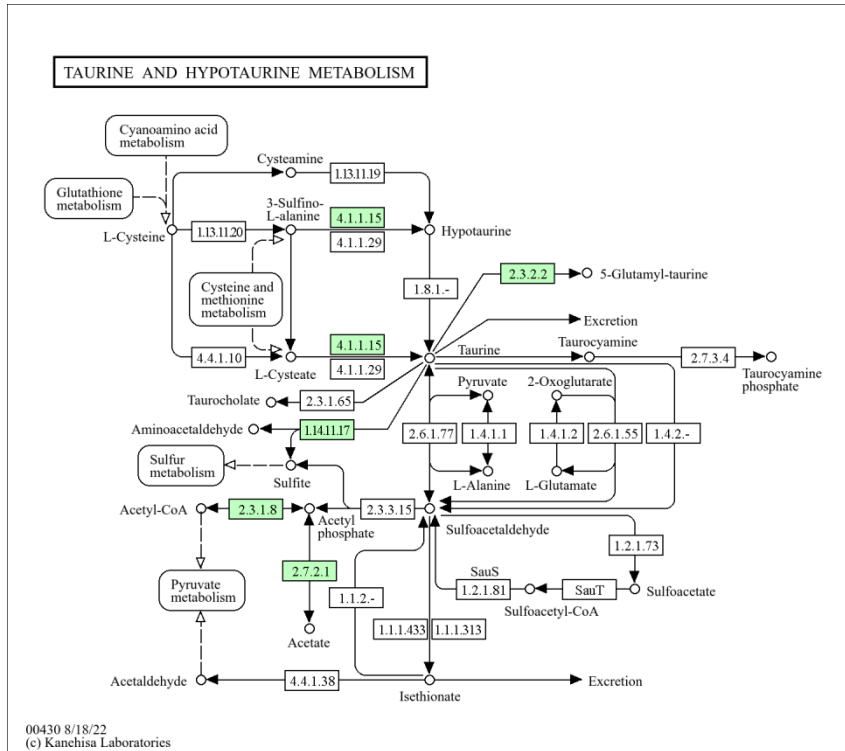 TAURINE AND HYPOTAURINE METABOLISM
Cyanoamino acid
metabolism
Cysteamine
1.13.11.19
Glutathione
metabolism
3-Sulfino-
L-alanine
4.1.1.15
L-Cysteine
1.13.11.20
4.1.1.29
Hypotaurine
Cysteine and
methionine
metabolism
1.8.1.-
2.3.2.2
5-Glutamyl-taurine
Excretion
4.4.1.10
L-Cysteate
4.1.1.15
4.1.1.29
Taurine
Taurocyamine
2.7.3.4
Taurocyamine
phosphate
Taurocholate
2.3.1.65
Pyruvate
2-Oxoglutarate
Aminoacetaldehyde
1.14.11.17
2.6.1.77
1.4.1.1
1.4.1.2
2.6.1.55
1.4.2.-
Sulfur
metabolism
Sulfite
L-Alanine
L-Glutamate
Acetyl-CoA
2.3.1.8
Acetyl
phosphate
2.3.3.15
Sulfoacetaldehyde
1.2.1.73
2.7.2.1
Pyruvate
metabolism
1.1.2.-
SauS
1.2.1.81
Sulfoacetyl-CoA
SauT
Sulfoacetate
Acetate
1.1.1.433
1.1.1.313
Acetaldehyde
4.4.1.38
Isethionate
Excretion
00430 8/18/22
(c) Kanehisa Laboratories